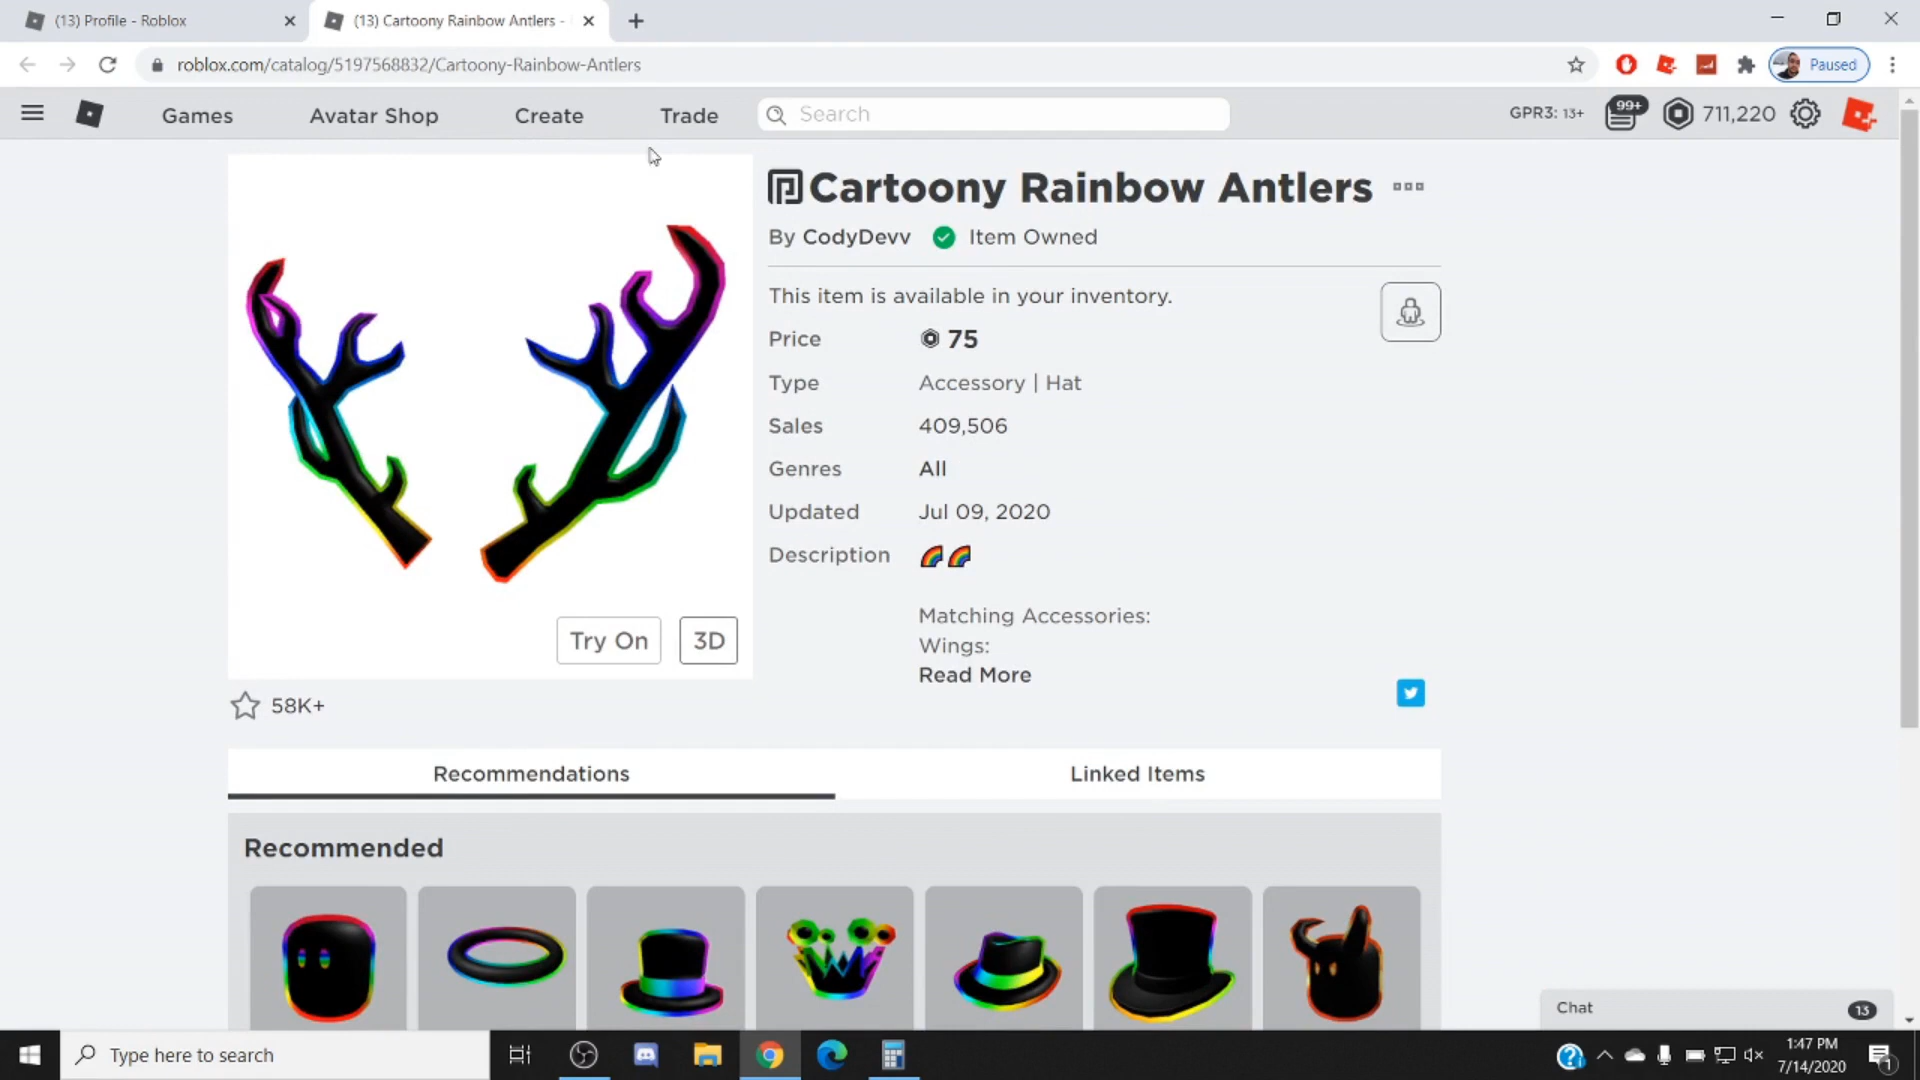 (13) Profile - Roblox
(13) Cartoony Rainbow Antlers -
roblox.com/catalog/5197568832/Cartoony-Rainbow-Antlers
Paused
Games
Avatar Shop
Create
Trade
Search
GPR3: 13+
99+
711,220
Cartoony Rainbow Antlers
By CodyDevv
Item Owned
This item is available in your inventory.
Price
75
Type
Accessory | Hat
Sales
409,506
Genres
All
Updated
Jul 09, 2020
Description
🌈🌈
Matching Accessories:
Wings:
Read More
Try On
3D
58K+
Recommendations
Linked Items
Recommended
Chat
13
Type here to search
1:47 PM
7/14/2020
1